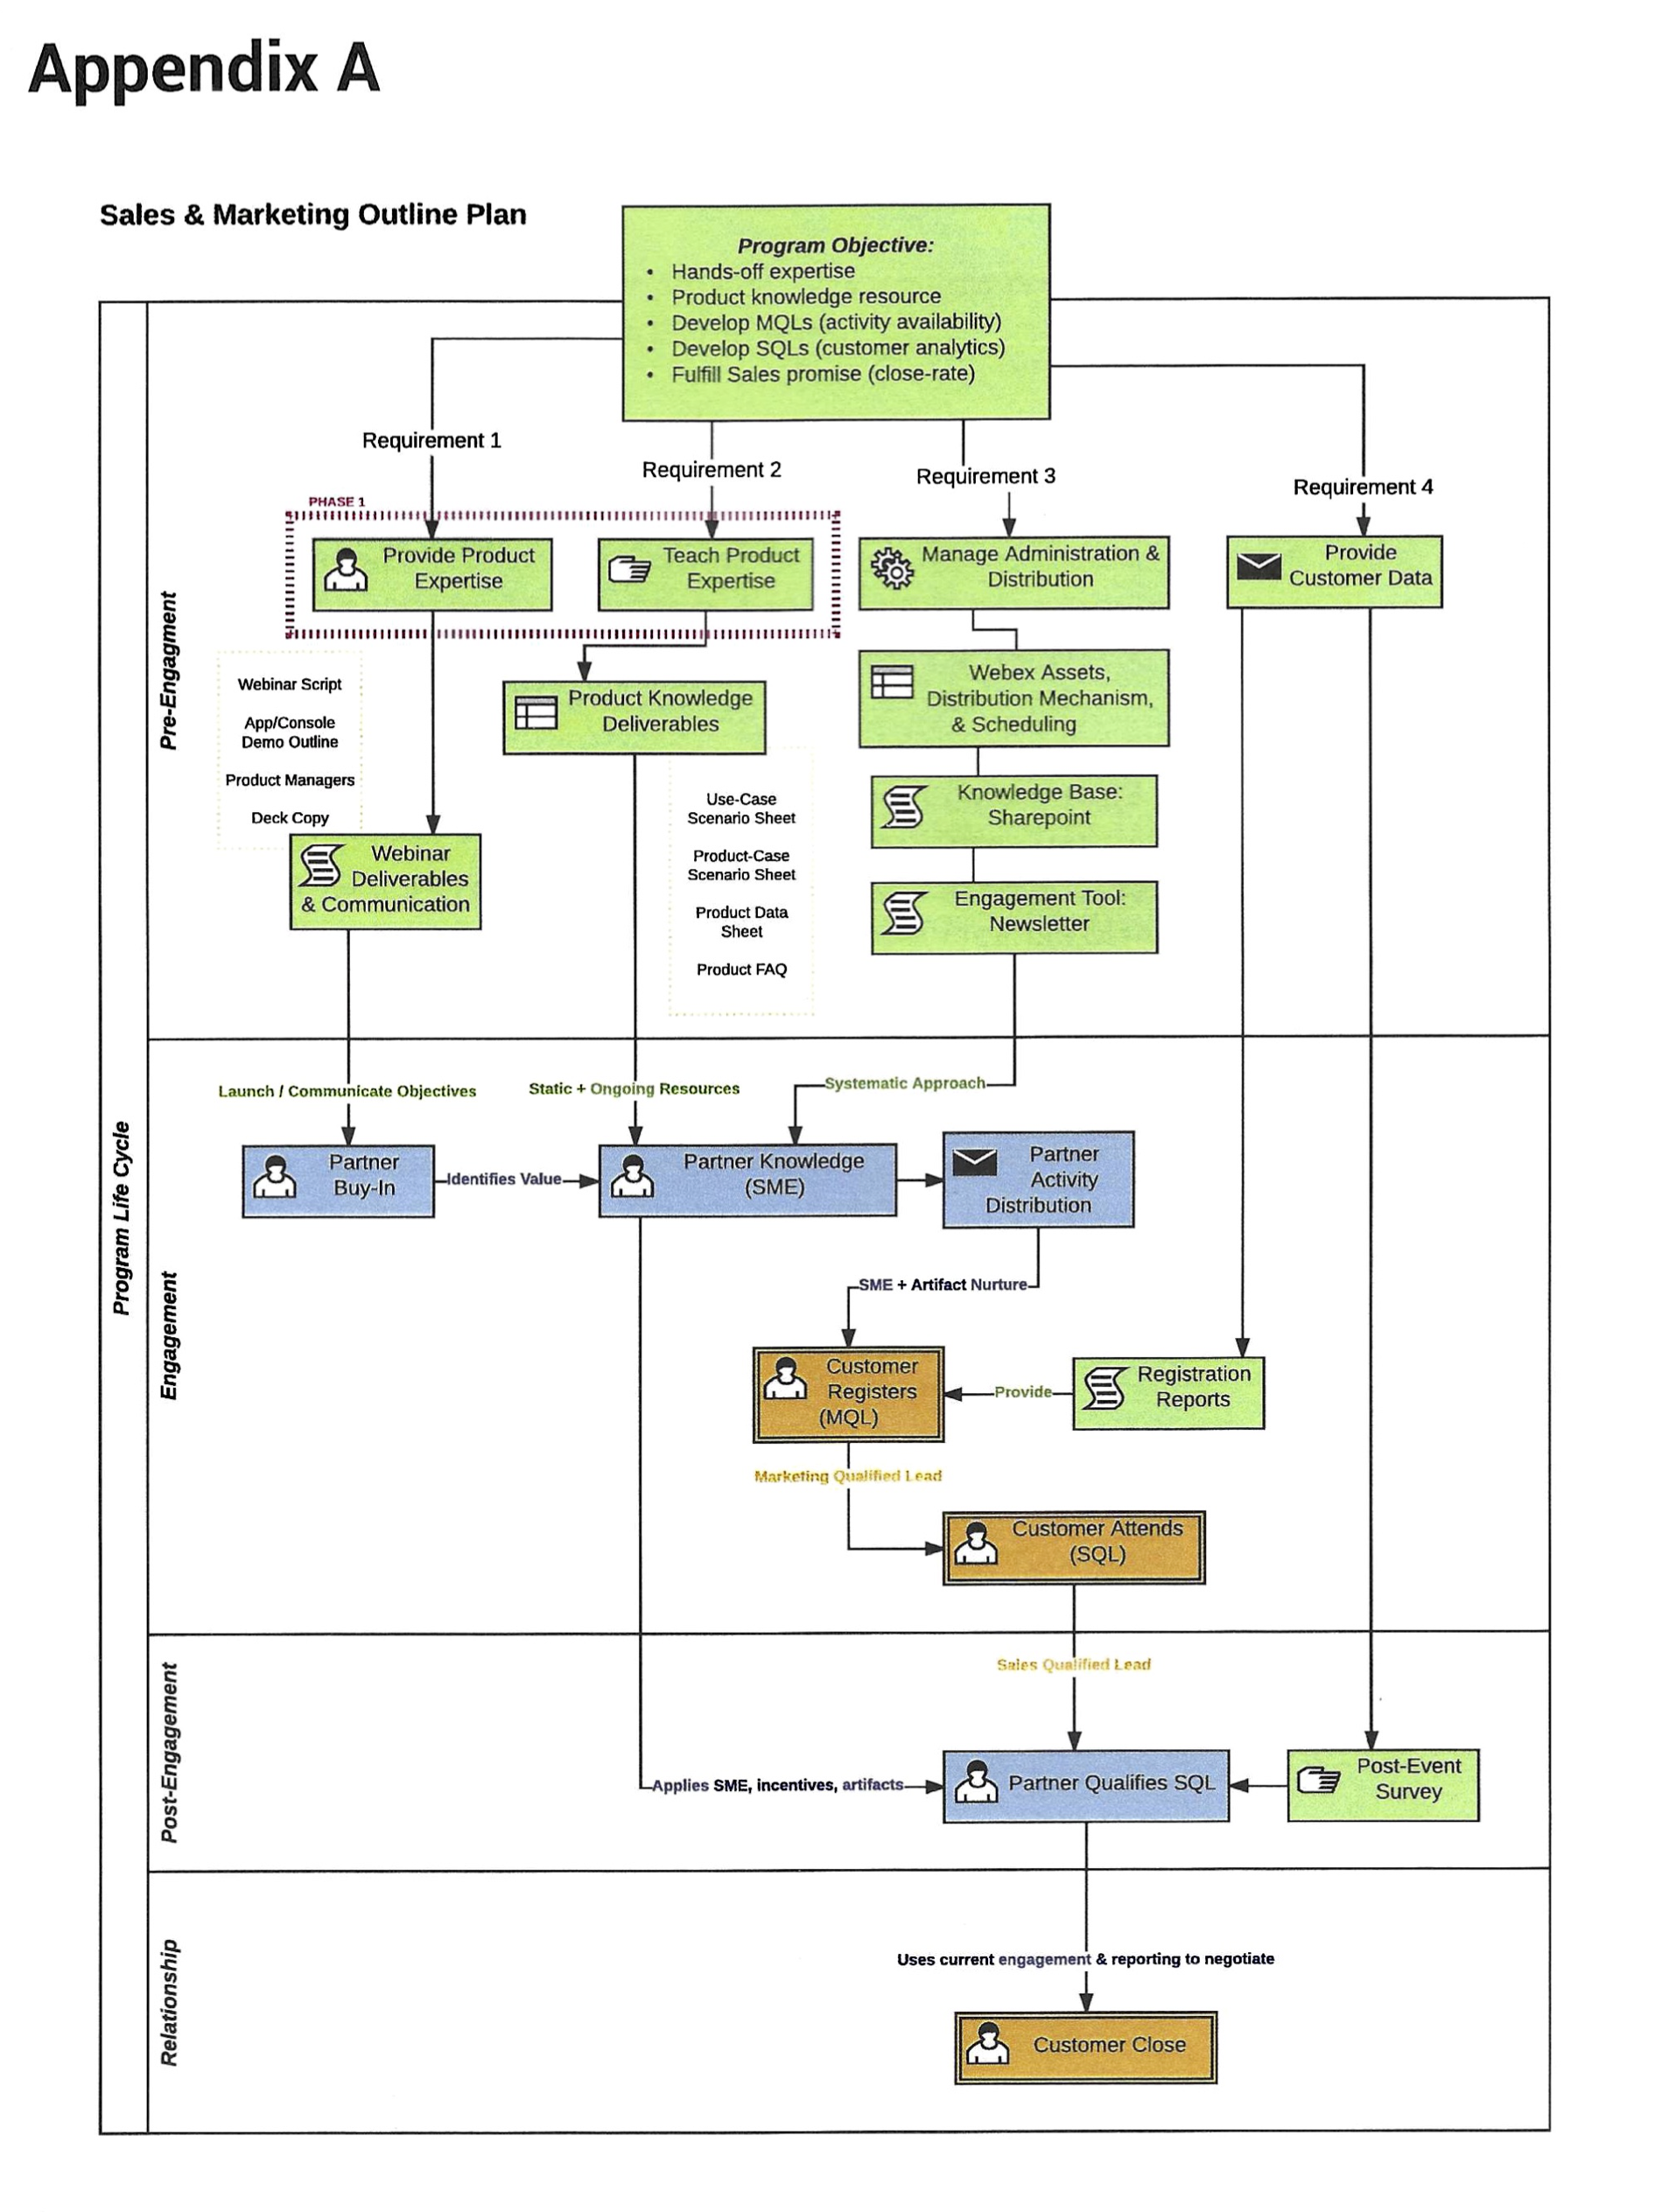 Appendix A
Sales & Marketing Outline Plan
Program Objective:
• Hands-off expertise
• Product knowledge resource
• Develop MQLs (activity availability)
• Develop SQLs (customer analytics)
• Fulfill Sales promise (close-rate)
Requirement 1
Requirement 2
Requirement 3
Requirement 4
PHASE 1
Provide Product
Expertise
Teach Product
Expertise
Manage Administration &
Distribution
Provide
Customer Data
Pre-Engagment
Webinar Script
App/Console
Demo Outline
Product Managers
Deck Copy
Product Knowledge
Deliverables
Webex Assets,
Distribution Mechanism,
& Scheduling
Knowledge Base:
Sharepoint
Engagement Tool:
Newsletter
Webinar
Deliverables
& Communication
Use-Case
Scenario Sheet
Product-Case
Scenario Sheet
Product Data
Sheet
Product FAQ
Program Life Cycle
Engagement
Launch / Communicate Objectives
Static + Ongoing Resources
Systematic Approach
Partner
Buy-In
Identifies Value
Partner Knowledge
(SME)
Partner
Activity
Distribution
SME + Artifact Nurture
Customer
Registers
(MQL)
Provide
Registration
Reports
Marketing Qualified Lead
Customer Attends
(SQL)
Post-Engagement
Sales Qualified Lead
Applies SME, incentives, artifacts
Partner Qualifies SQL
Post-Event
Survey
Relationship
Uses current engagement & reporting to negotiate
Customer Close